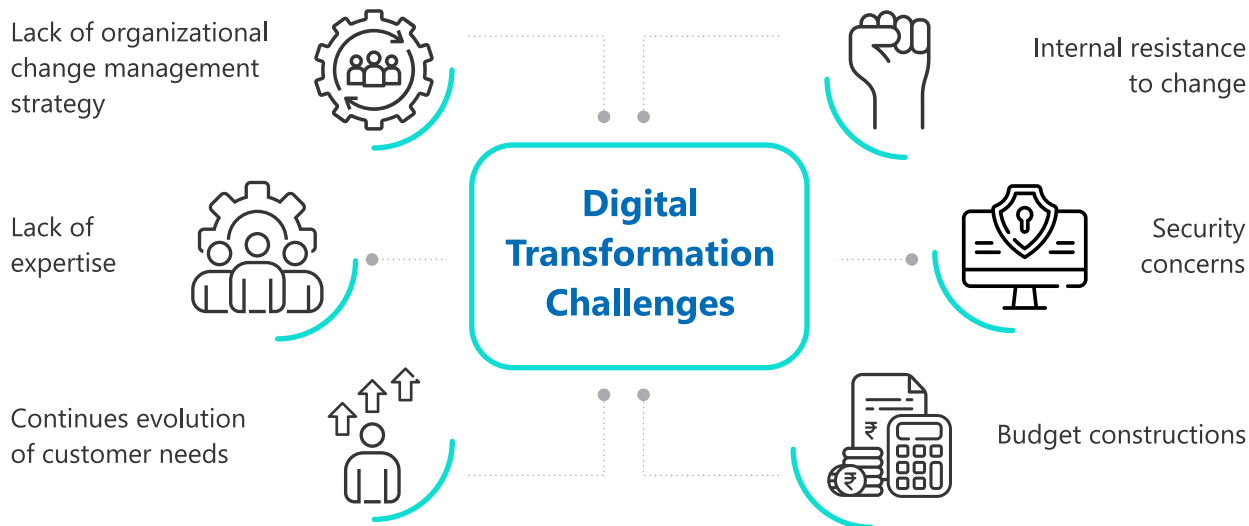 Lack of organizational
change management
strategy
Internal resistance
to change
Digital
Transformation
Challenges
Lack of
expertise
Security
concerns
Continues evolution
of customer needs
₹
₹
Budget constructions